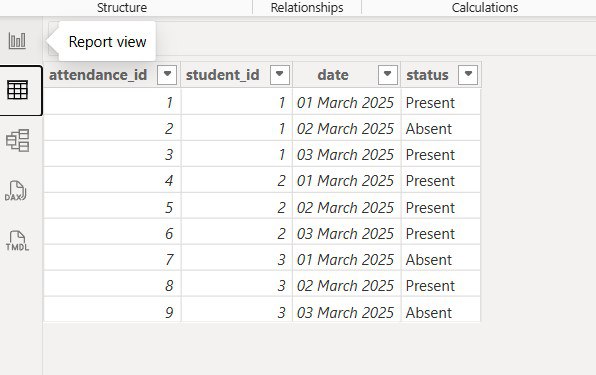 Structure Relationships Calculations
Report view
attendance_id student_id date status
1 1 01 March 2025 Present
2 1 02 March 2025 Absent
3 1 03 March 2025 Present
4 2 01 March 2025 Present
5 2 02 March 2025 Present
6 2 03 March 2025 Present
7 3 01 March 2025 Absent
8 3 02 March 2025 Present
9 3 03 March 2025 Absent
DAX
TMDL